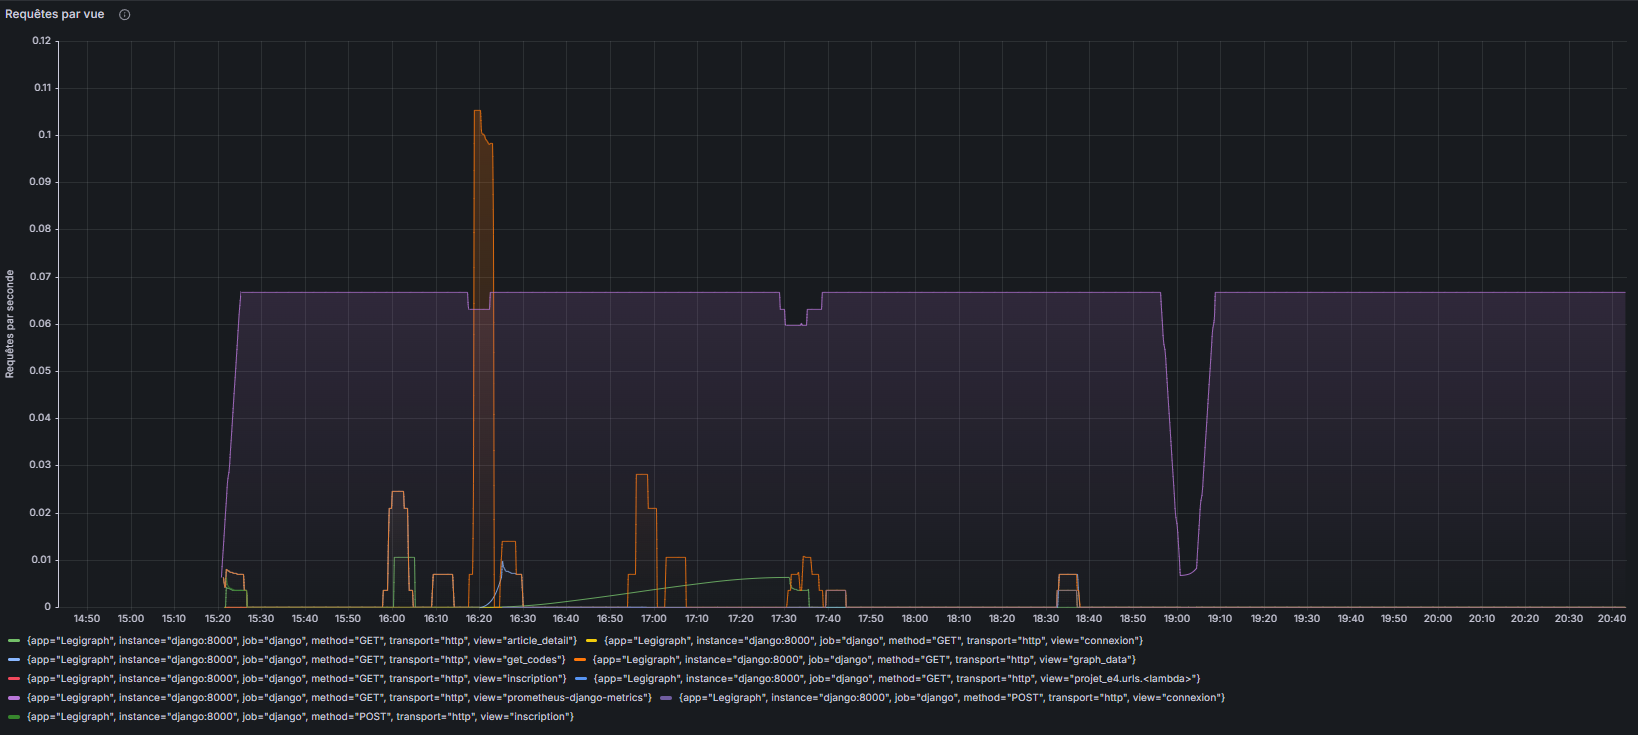 Requêtes par vue
0.12
0.11
0.1
0.09
0.08
0.07
0.06
0.05
0.04
0.03
0.02
0.01
0
Requêtes par seconde
14:50 15:00 15:10 15:20 15:30 15:40 15:50 16:00 16:10 16:20 16:30 16:40 16:50 17:00 17:10 17:20 17:30 17:40 17:50 18:00 18:10 18:20 18:30 18:40 18:50 19:00 19:10 19:20 19:30 19:40 19:50 20:00 20:10 20:20 20:30 20:40
{app="Legigraph", instance="django:8000", job="django", method="GET", transport="http", view="article_detail"} {app="Legigraph", instance="django:8000", job="django", method="GET", transport="http", view="connexion"}
{app="Legigraph", instance="django:8000", job="django", method="GET", transport="http", view="get_codes"} {app="Legigraph", instance="django:8000", job="django", method="GET", transport="http", view="graph_data"}
{app="Legigraph", instance="django:8000", job="django", method="GET", transport="http", view="inscription"} {app="Legigraph", instance="django:8000", job="django", method="GET", transport="http", view="projet_e4.urls.<lambda>"}
{app="Legigraph", instance="django:8000", job="django", method="GET", transport="http", view="prometheus-django-metrics"} {app="Legigraph", instance="django:8000", job="django", method="POST", transport="http", view="connexion"}
{app="Legigraph", instance="django:8000", job="django", method="POST", transport="http", view="inscription"}